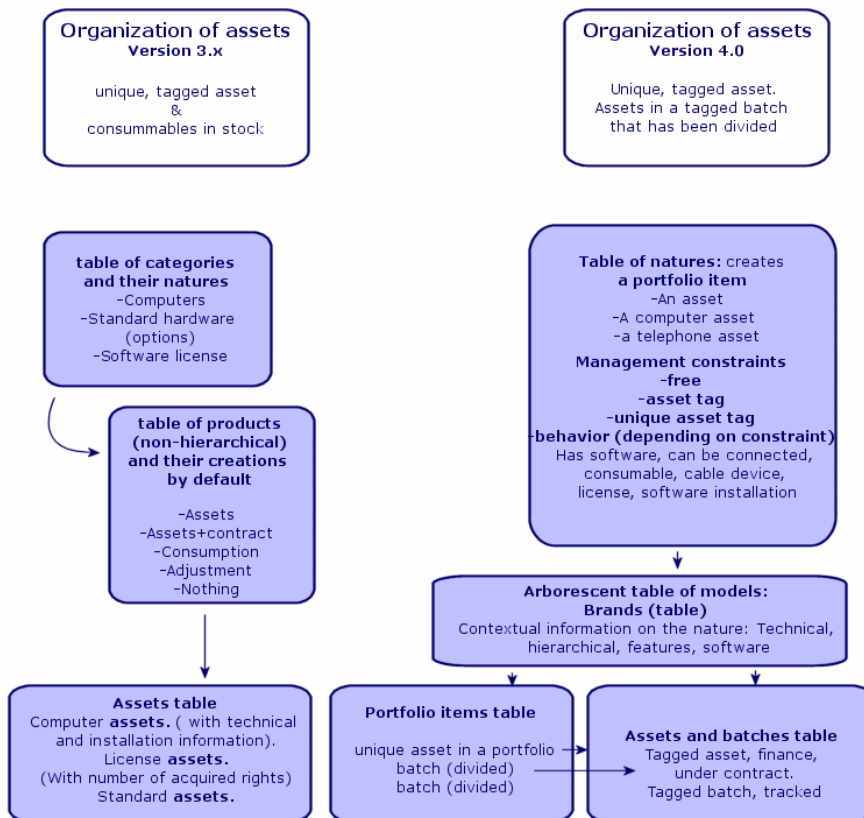 Organization of assets
Version 3.x
unique, tagged asset
&
consummables in stock
Organization of assets
Version 4.0
Unique, tagged asset.
Assets in a tagged batch
that has been divided
table of categories
and their natures
-Computers
-Standard hardware
(options)
-Software license
table of products
(non-hierarchical)
and their creations
by default
-Assets
-Assets+contract
-Consumption
-Adjustment
-Nothing
Assets table
Computer assets. ( with technical
and installation information).
License assets.
(With number of acquired rights)
Standard assets.
Table of natures: creates
a portfolio item
-An asset
-A computer asset
-a telephone asset
Management constraints
-free
-asset tag
-unique asset tag
-behavior (depending on constraint)
Has software, can be connected,
consumable, cable device,
license, software installation
Arborescent table of models:
Brands (table)
Contextual information on the nature: Technical,
hierarchical, features, software
Portfolio items table
unique asset in a portfolio
batch (divided)
batch (divided)
Assets and batches table
Tagged asset, finance,
under contract.
Tagged batch, tracked